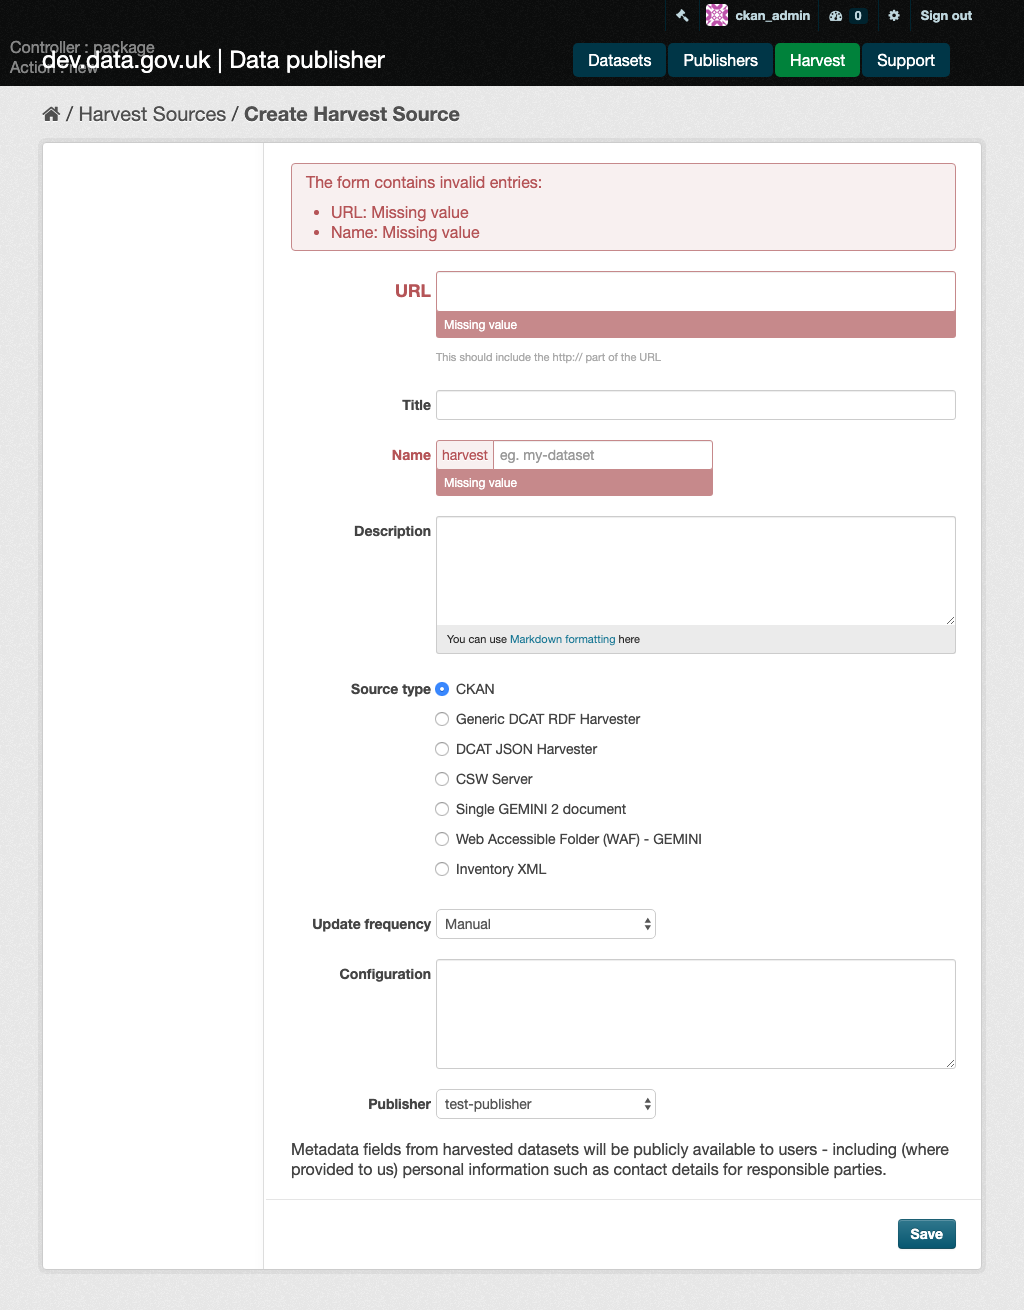 ckan_admin 0 Sign out
Controller : package
Action : new
dev.data.gov.uk | Data publisher
Datasets Publishers Harvest Support
/ Harvest Sources / Create Harvest Source
The form contains invalid entries:
• URL: Missing value
• Name: Missing value
URL
Missing value
This should include the http:// part of the URL
Title
Name harvest eg. my-dataset
Missing value
Description
You can use Markdown formatting here
Source type CKAN
Generic DCAT RDF Harvester
DCAT JSON Harvester
CSW Server
Single GEMINI 2 document
Web Accessible Folder (WAF) - GEMINI
Inventory XML
Update frequency Manual
Configuration
Publisher test-publisher
Metadata fields from harvested datasets will be publicly available to users - including (where
provided to us) personal information such as contact details for responsible parties.
Save